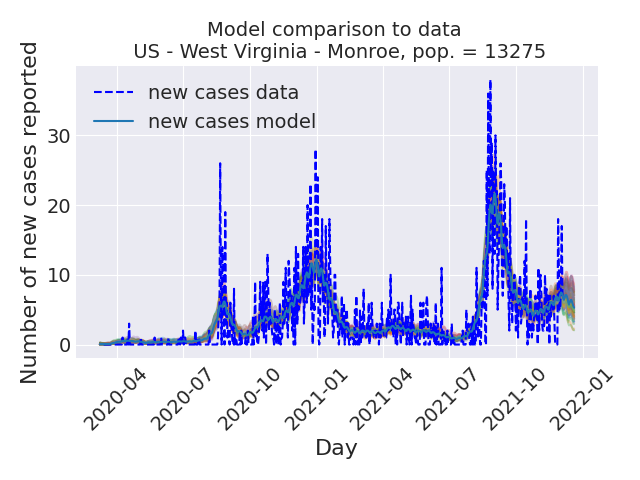 Model comparison to data
US - West Virginia - Monroe, pop. = 13275
new cases data
new cases model
Number of new cases reported
30
20
10
0
2020-04
2020-07
2020-10
2021-01
2021-04
2021-07
2021-10
2022-01
Day